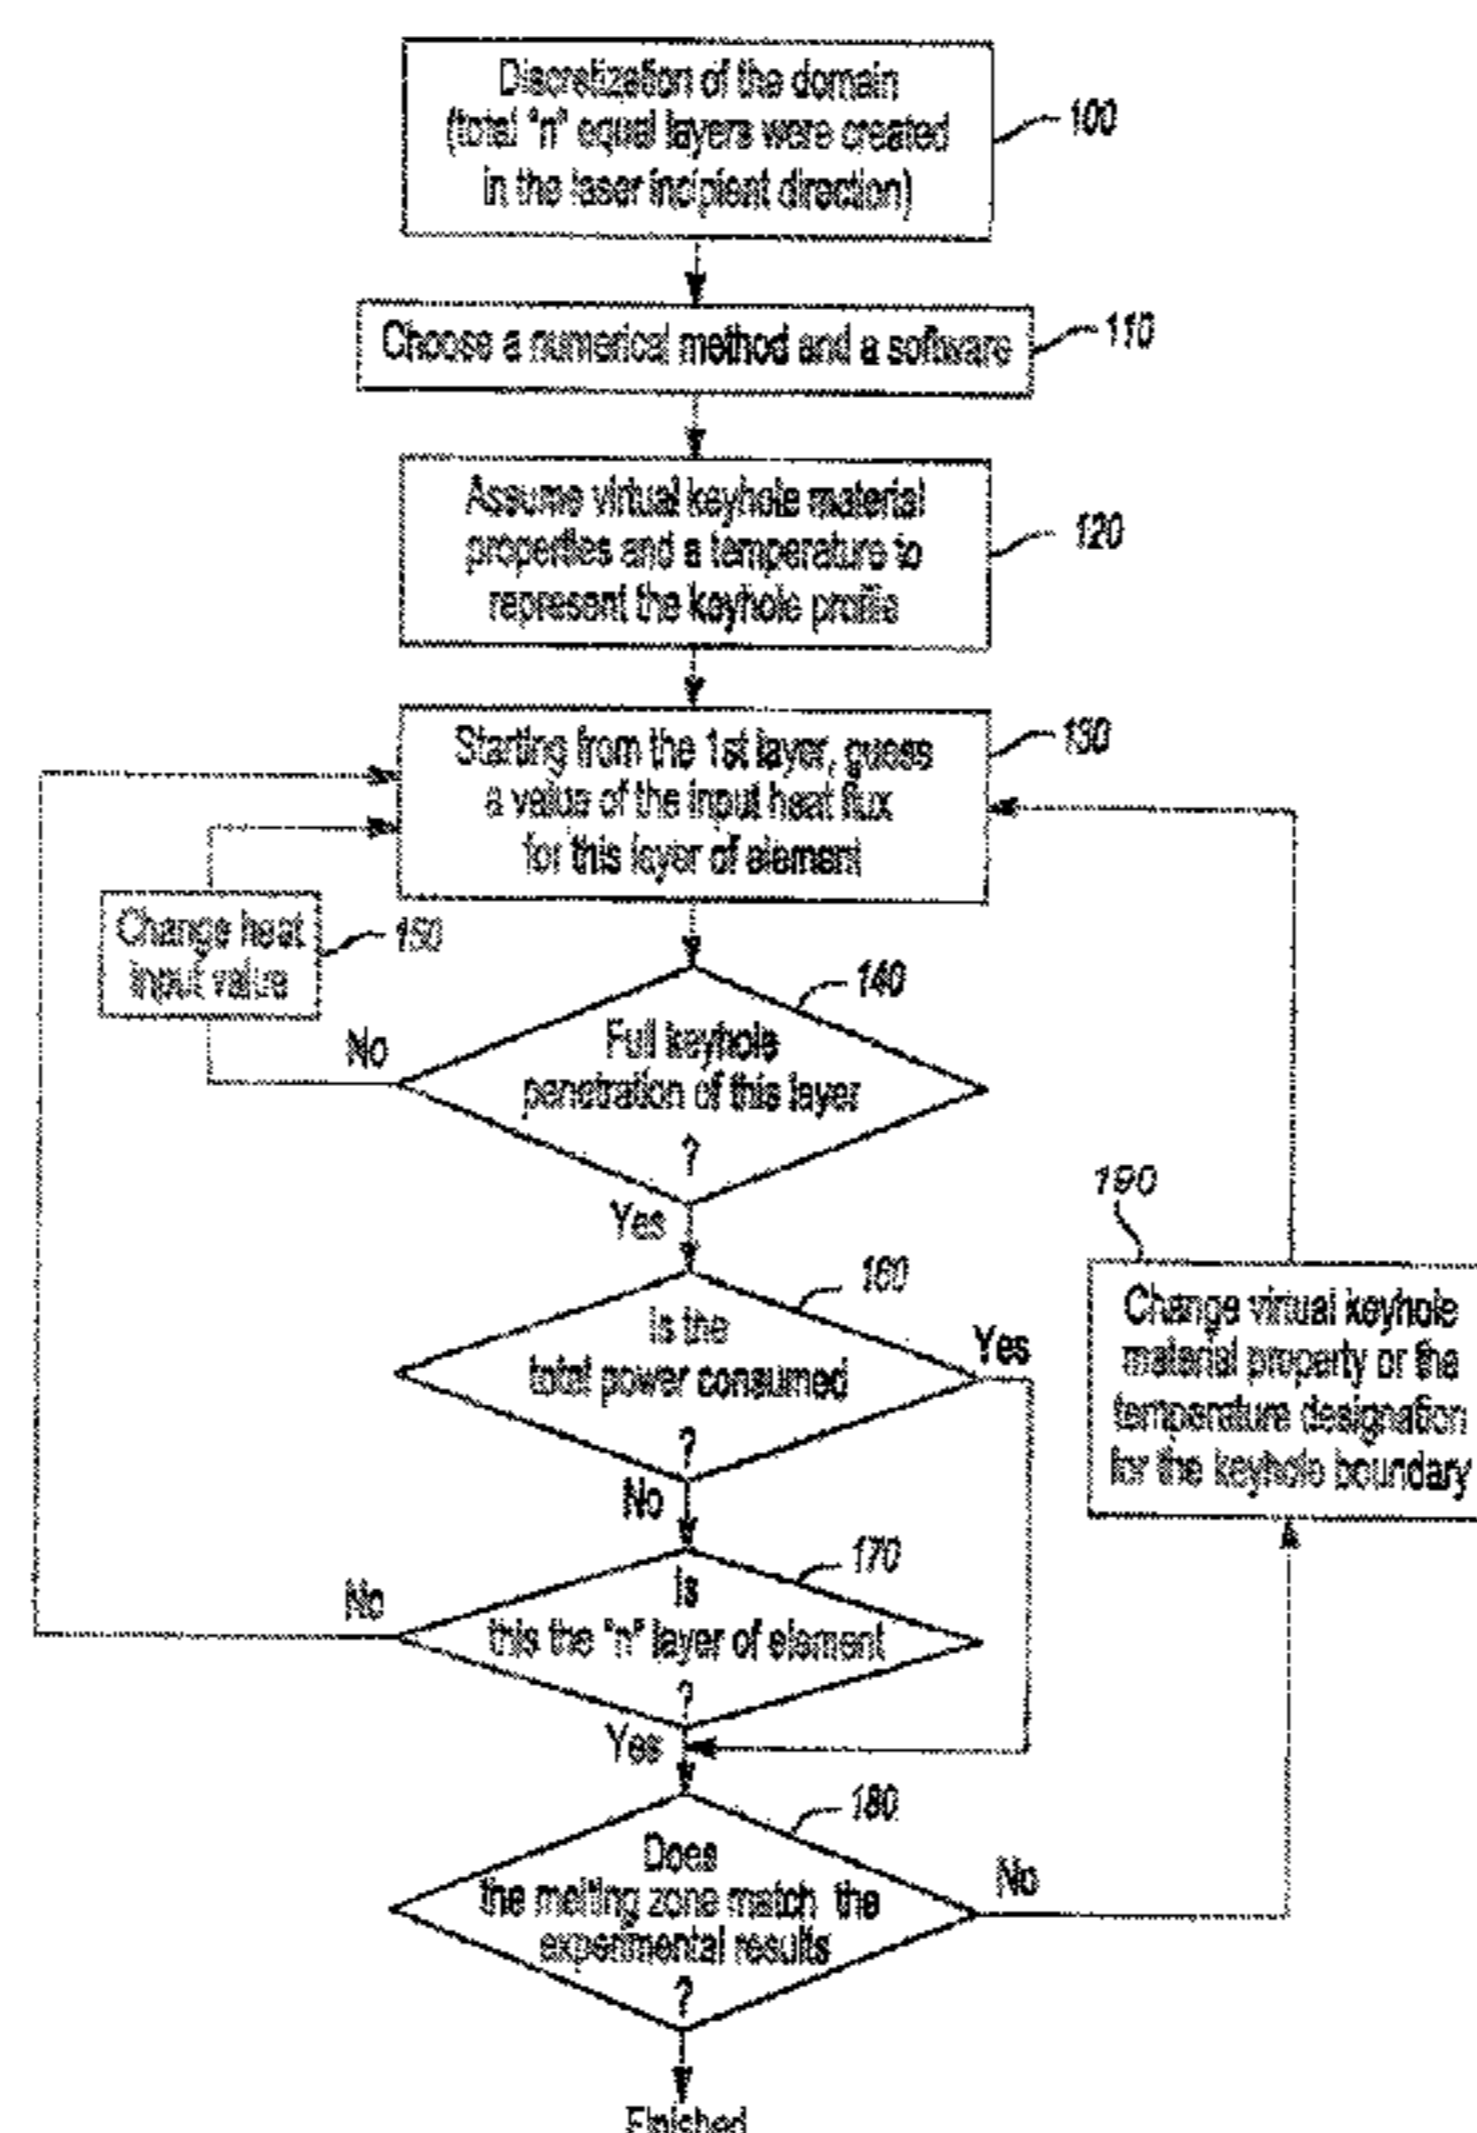 Discretization of the domain
(total "n" equal layers were created
in the laser incipient direction)
100
Choose a numerical method and a software
110
Assume virtual keyhole material
properties and a temperature to
represent the keyhole profile
120
Starting from the 1st layer, guess
a value of the input heat flux
for this layer of element
130
Change heat
input value
150
No
140
Full keyhole
penetration of this layer
?
Yes
160
Is the
total power consumed
?
Yes
No
170
Is
this the "n" layer of element
?
No
Yes
180
Does
the melting zone match the
experimental results
?
No
190
Change virtual keyhole
material property or the
temperature designation
for the keyhole boundary
Finished